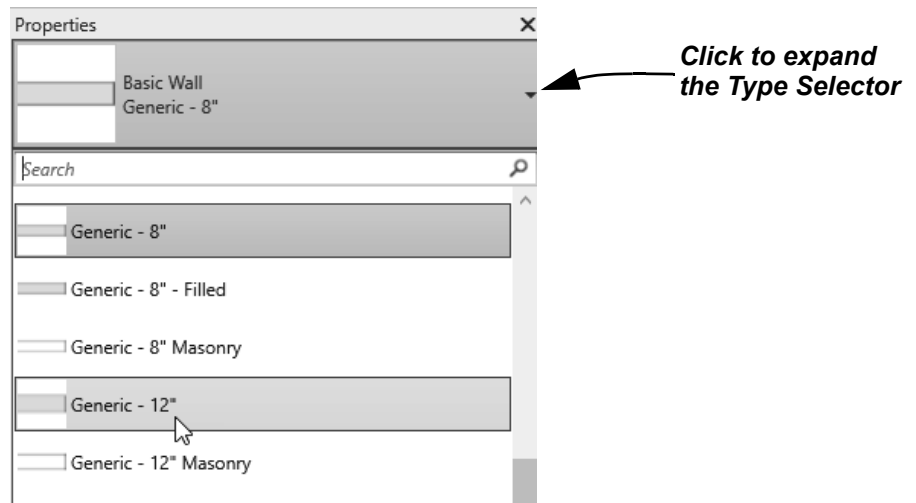 Properties
Click to expand
the Type Selector
Basic Wall
Generic - 8"
Search
Generic - 8"
Generic - 8" - Filled
Generic - 8" Masonry
Generic - 12"
Generic - 12" Masonry